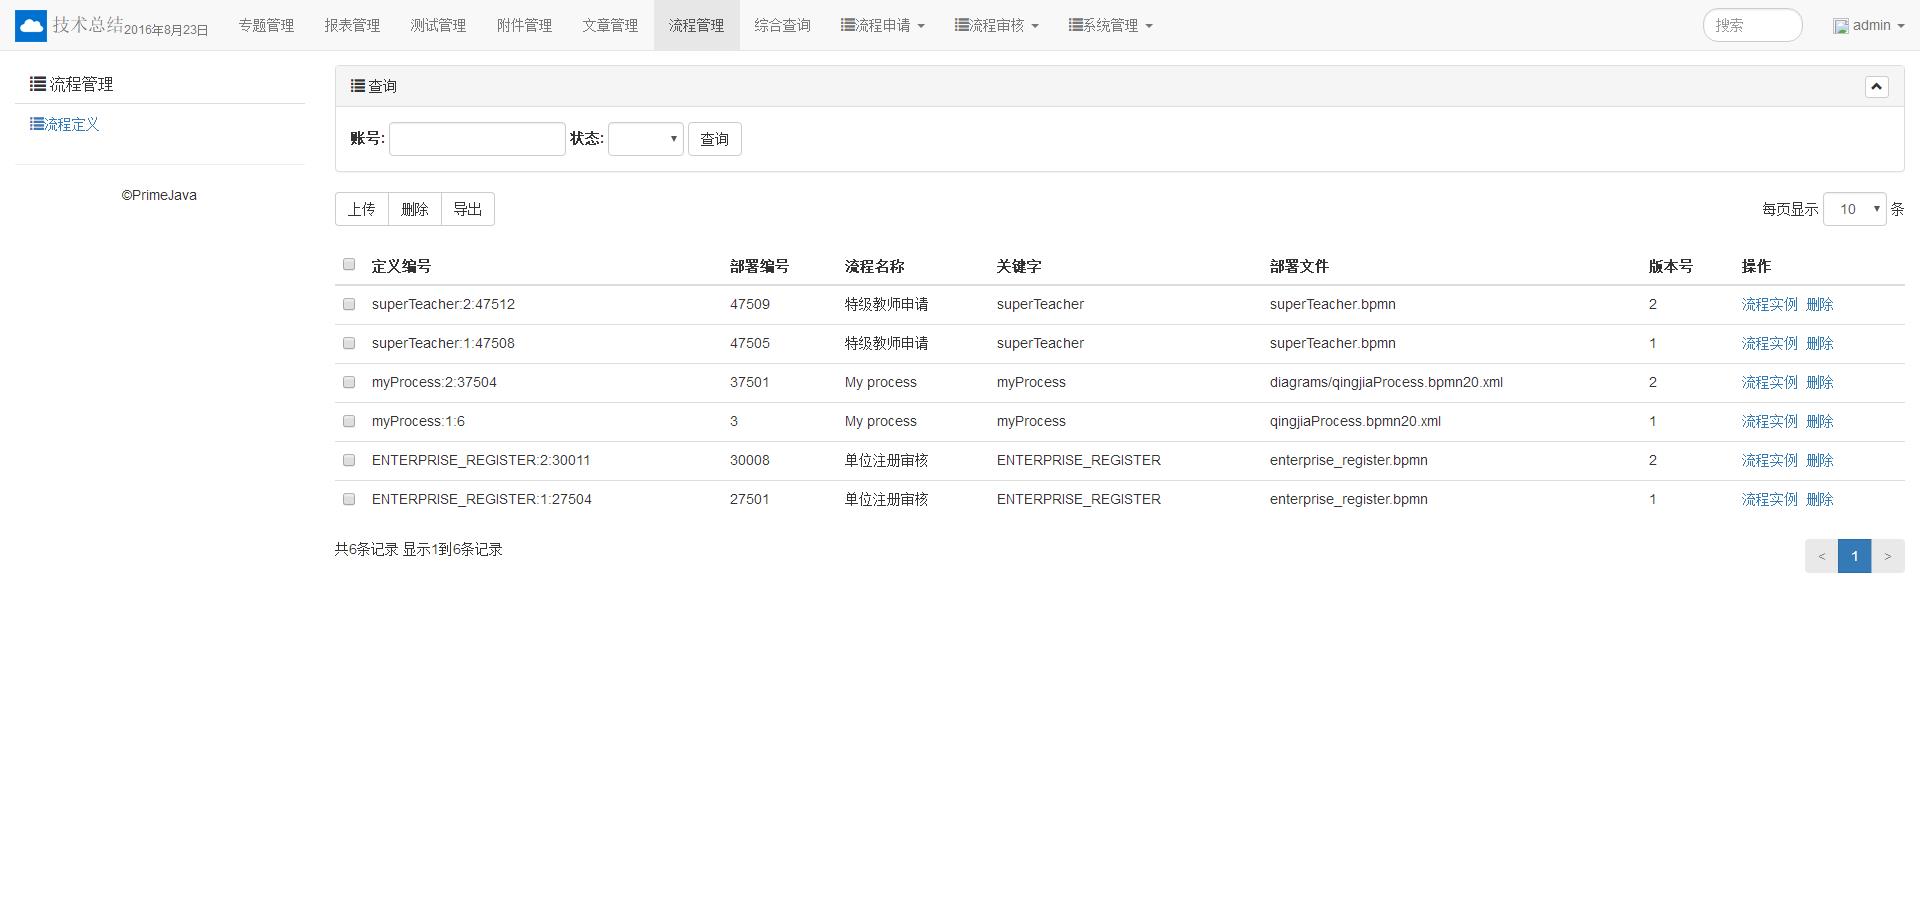 技术总结2016年8月23日 专题管理 报表管理 测试管理 附件管理 文章管理 流程管理 综合查询 流程申请 流程审核 系统管理 搜索 admin
流程管理
流程定义
©PrimeJava
查询
账号: 状态: 查询
上传 删除 导出 每页显示 10 条
定义编号 部署编号 流程名称 关键字 部署文件 版本号 操作
superTeacher:2:47512 47509 特级教师申请 superTeacher superTeacher.bpmn 2 流程实例 删除
superTeacher:1:47508 47505 特级教师申请 superTeacher superTeacher.bpmn 1 流程实例 删除
myProcess:2:37504 37501 My process myProcess diagrams/qingjiaProcess.bpmn20.xml 2 流程实例 删除
myProcess:1:6 3 My process myProcess qingjiaProcess.bpmn20.xml 1 流程实例 删除
ENTERPRISE_REGISTER:2:30011 30008 单位注册审核 ENTERPRISE_REGISTER enterprise_register.bpmn 2 流程实例 删除
ENTERPRISE_REGISTER:1:27504 27501 单位注册审核 ENTERPRISE_REGISTER enterprise_register.bpmn 1 流程实例 删除
共6条记录 显示1到6条记录 < 1 >